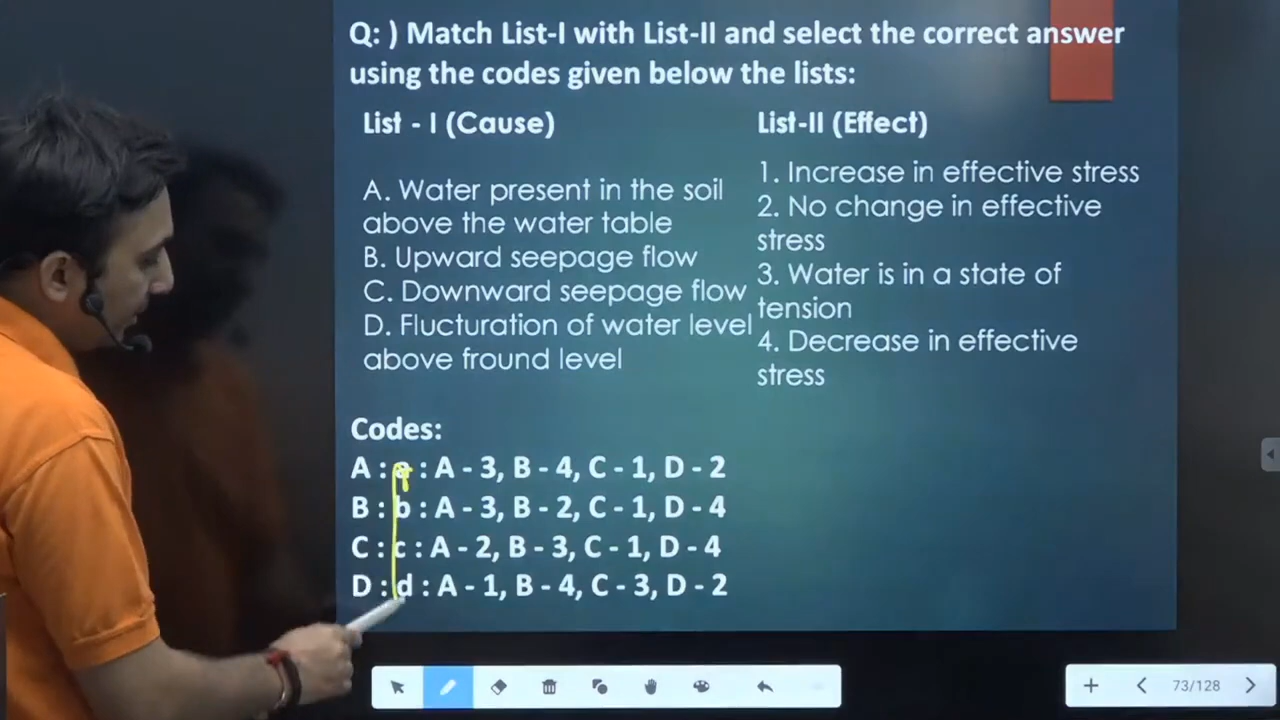 Q: ) Match List-I with List-II and select the correct answer
using the codes given below the lists:
List - I (Cause)
A. Water present in the soil
above the water table
B. Upward seepage flow
C. Downward seepage flow
D. Flucturation of water level
above fround level
List-II (Effect)
1. Increase in effective stress
2. No change in effective
stress
3. Water is in a state of
tension
4. Decrease in effective
stress
Codes:
A : a : A - 3, B - 4, C - 1, D - 2
B : b : A - 3, B - 2, C - 1, D - 4
C : c : A - 2, B - 3, C - 1, D - 4
D : d : A - 1, B - 4, C - 3, D - 2
73/128